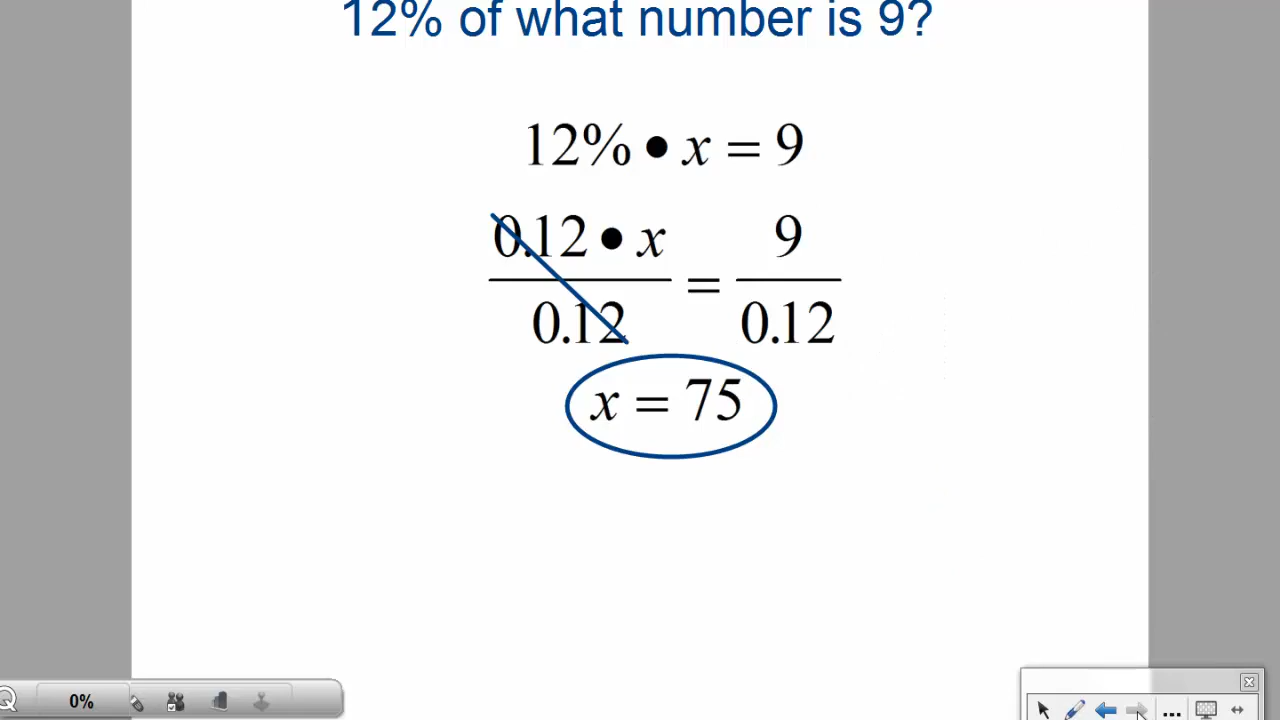 12% of what number is 9?
12% • x = 9
0.12 • x / 0.12 = 9 / 0.12
x = 75
0%